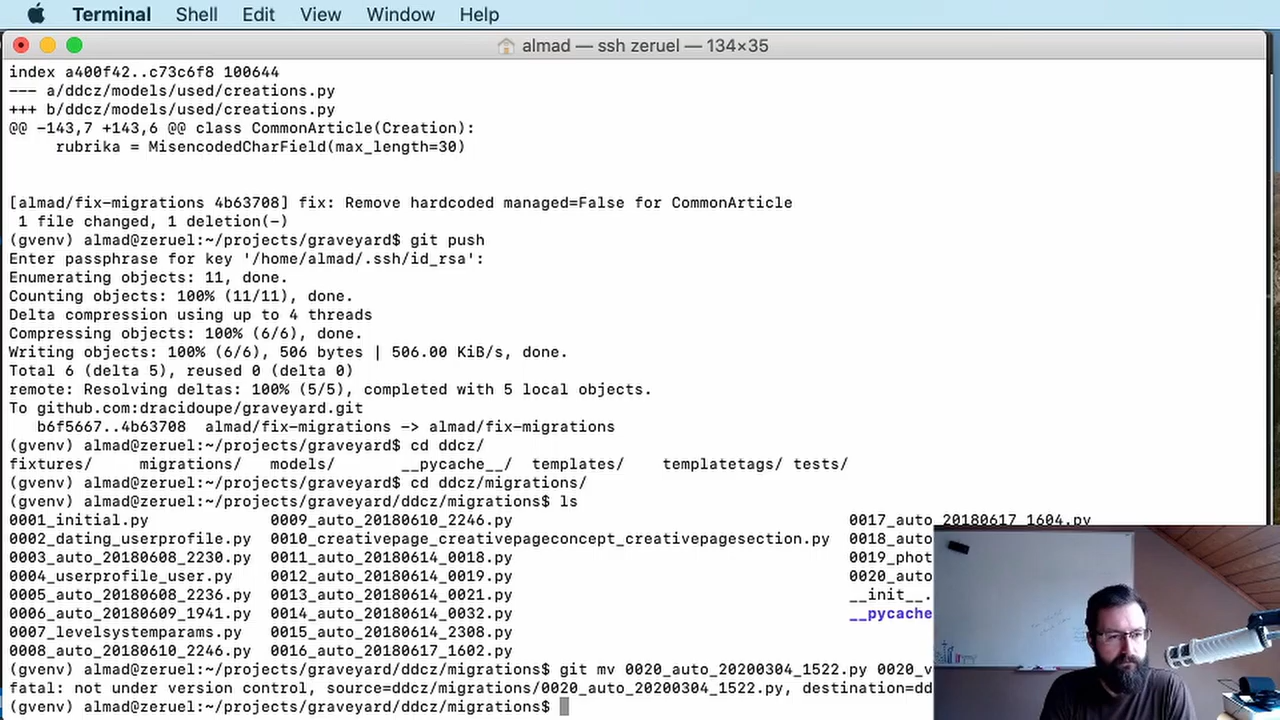 Terminal Shell Edit View Window Help
almad — ssh zeruel — 134×35
index a400f42..c73c6f8 100644
--- a/ddcz/models/used/creations.py
+++ b/ddcz/models/used/creations.py
@@ -143,7 +143,6 @@ class CommonArticle(Creation):
rubrika = MisencodedCharField(max_length=30)
[almad/fix-migrations 4b63708] fix: Remove hardcoded managed=False for CommonArticle
1 file changed, 1 deletion(-)
(gvenv) almad@zeruel:~/projects/graveyard$ git push
Enter passphrase for key '/home/almad/.ssh/id_rsa':
Enumerating objects: 11, done.
Counting objects: 100% (11/11), done.
Delta compression using up to 4 threads
Compressing objects: 100% (6/6), done.
Writing objects: 100% (6/6), 506 bytes | 506.00 KiB/s, done.
Total 6 (delta 5), reused 0 (delta 0)
remote: Resolving deltas: 100% (5/5), completed with 5 local objects.
To github.com:dracidoupe/graveyard.git
b6f5667..4b63708 almad/fix-migrations -> almad/fix-migrations
(gvenv) almad@zeruel:~/projects/graveyard$ cd ddcz/
fixtures/ migrations/ models/ __pycache__/ templates/ templatetags/ tests/
(gvenv) almad@zeruel:~/projects/graveyard$ cd ddcz/migrations/
(gvenv) almad@zeruel:~/projects/graveyard/ddcz/migrations$ ls
0001_initial.py 0009_auto_20180610_2246.py 0017_auto_20180617_1604.py
0002_dating_userprofile.py 0010_creativepage_creativepageconcept_creativepagesection.py 0018_auto
0003_auto_20180608_2230.py 0011_auto_20180614_0018.py 0019_phot
0004_userprofile_user.py 0012_auto_20180614_0019.py 0020_auto
0005_auto_20180608_2236.py 0013_auto_20180614_0021.py __init__.
0006_auto_20180609_1941.py 0014_auto_20180614_0032.py __pycache
0007_levelsystemparams.py 0015_auto_20180614_2308.py
0008_auto_20180610_2246.py 0016_auto_20180617_1602.py
(gvenv) almad@zeruel:~/projects/graveyard/ddcz/migrations$ git mv 0020_auto_20200304_1522.py 0020_v
fatal: not under version control, source=ddcz/migrations/0020_auto_20200304_1522.py, destination=dd
(gvenv) almad@zeruel:~/projects/graveyard/ddcz/migrations$